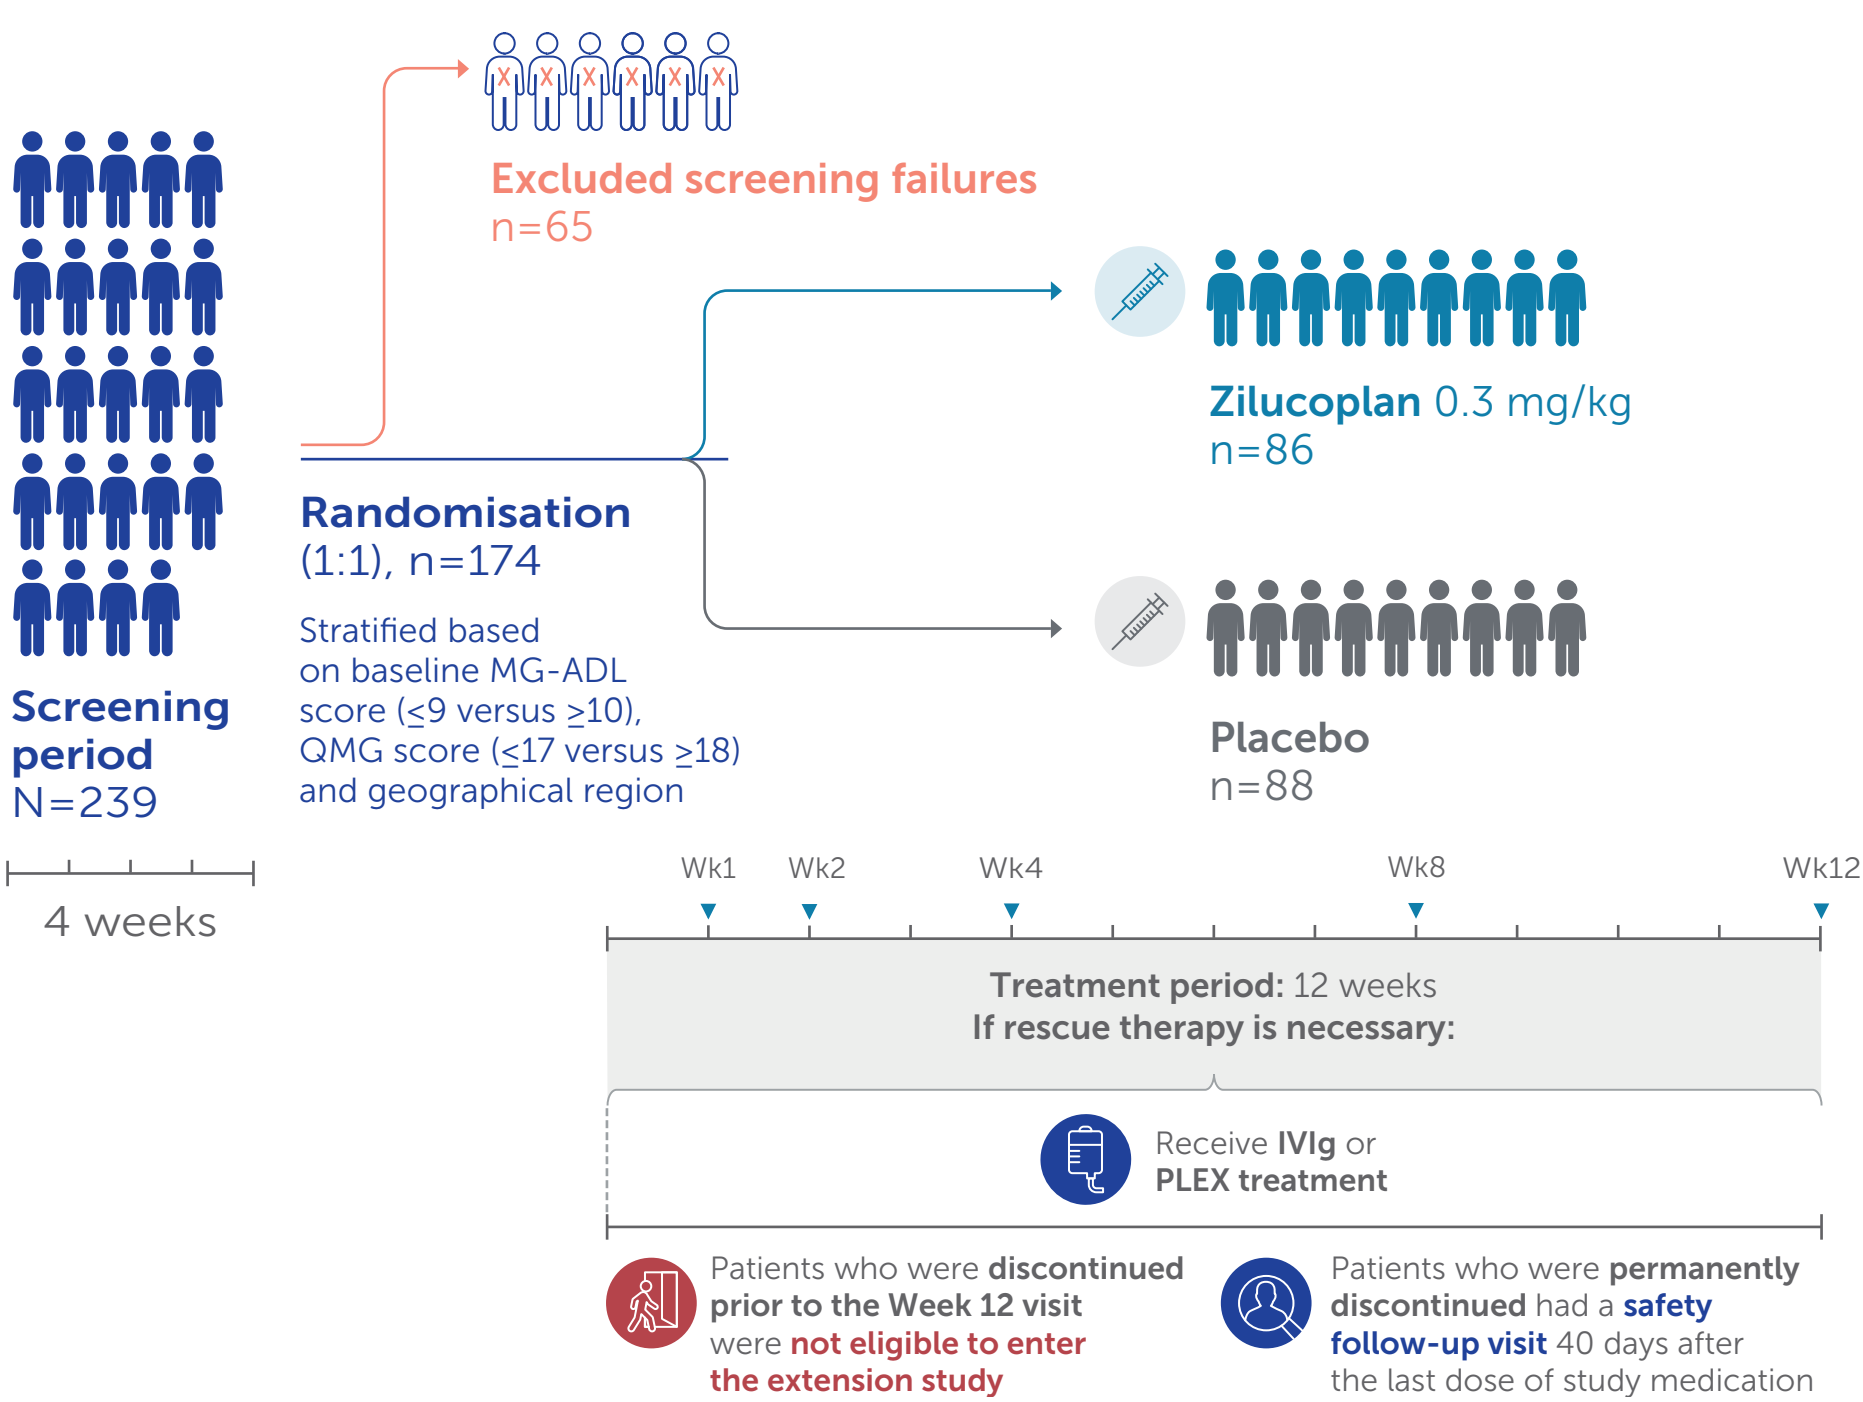 X X X X X X
Excluded screening failures
n=65
Zilucoplan 0.3 mg/kg
n=86
Randomisation
(1:1), n=174
Stratified based
on baseline MG-ADL
score (≤9 versus ≥10),
QMG score (≤17 versus ≥18)
and geographical region
Screening
period
N=239
4 weeks
Placebo
n=88
Wk1 Wk2 Wk4 Wk8 Wk12
Treatment period: 12 weeks
If rescue therapy is necessary:
Receive IVIg or
PLEX treatment
Patients who were discontinued
prior to the Week 12 visit
were not eligible to enter
the extension study
Patients who were permanently
discontinued had a safety
follow-up visit 40 days after
the last dose of study medication